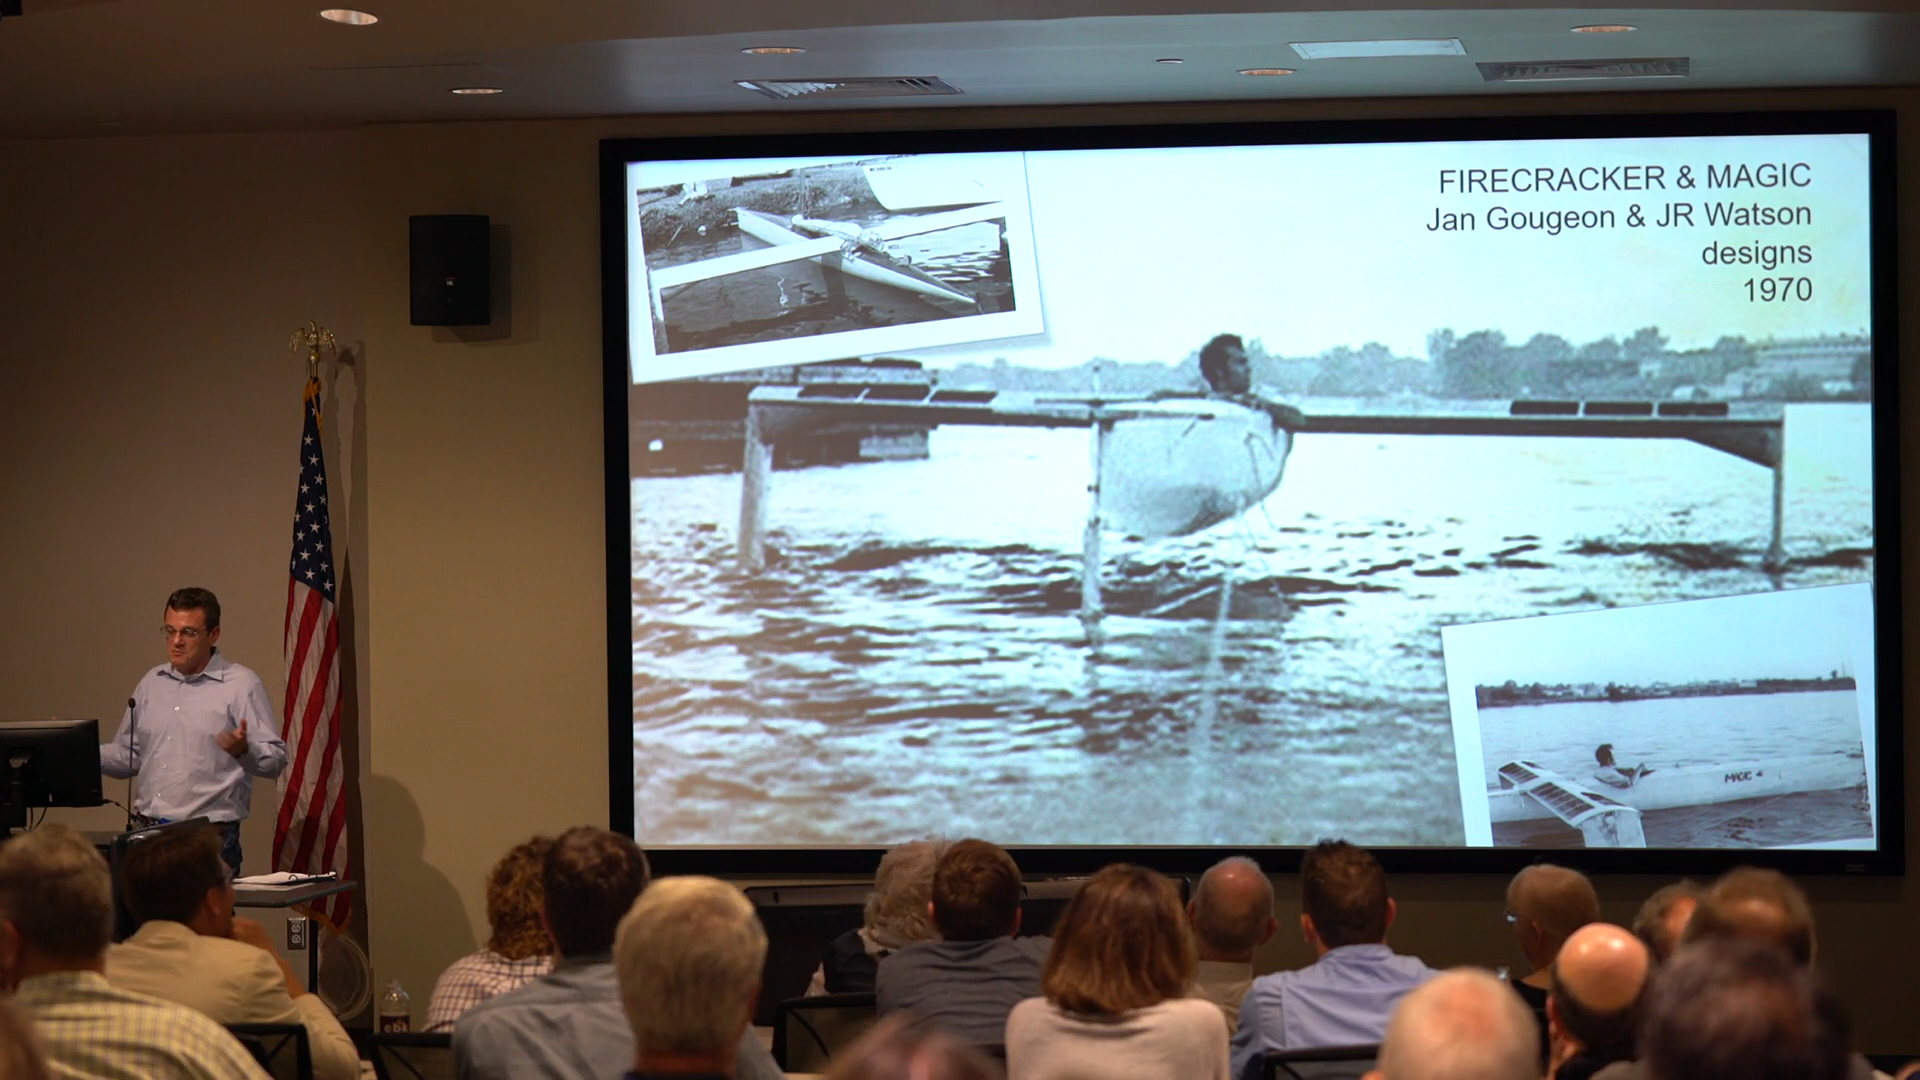 FIRECRACKER & MAGIC
Jan Gougeon & JR Watson
designs
1970
MAGIC